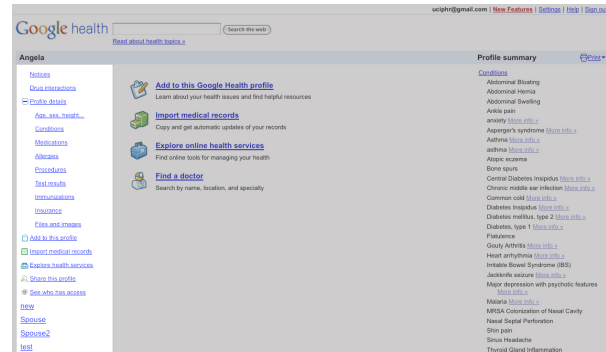 uciphr@gmail.com | New Features | Settings | Help | Sign ou
Google health
Search the web
Read about health topics »
Angela
Profile summary
Print
Notices
Drug interactions
Profile details
Age, sex, height...
Conditions
Medications
Allergies
Procedures
Test results
Immunizations
Insurance
Files and images
Add to this profile
Import medical records
Explore health services
Share this profile
See who has access
new
Spouse
Spouse2
test
Add to this Google Health profile
Learn about your health issues and find helpful resources
Import medical records
Copy and get automatic updates of your records
Explore online health services
Find online tools for managing your health
Find a doctor
Search by name, location, and specialty
Conditions
Abdominal Bloating
Abdominal Hernia
Abdominal Swelling
Ankle pain
anxiety More info »
Asperger's syndrome More info »
Asthma More info »
asthma More info »
Atopic eczema
Bone spurs
Central Diabetes Insipidus More info »
Chronic middle ear infection More info »
Common cold More info »
Diabetes Insipidus More info »
Diabetes mellitus, type 2 More info »
Diabetes, type 1 More info »
Flatulence
Gouty Arthritis More info »
Heart arrhythmia More info »
Irritable Bowel Syndrome (IBS)
Jackknife seizure More info »
Major depression with psychotic features
More info »
Malaria More info »
MRSA Colonization of Nasal Cavity
Nasal Septal Perforation
Shin pain
Sinus Headache
Thyroid Gland Inflammation